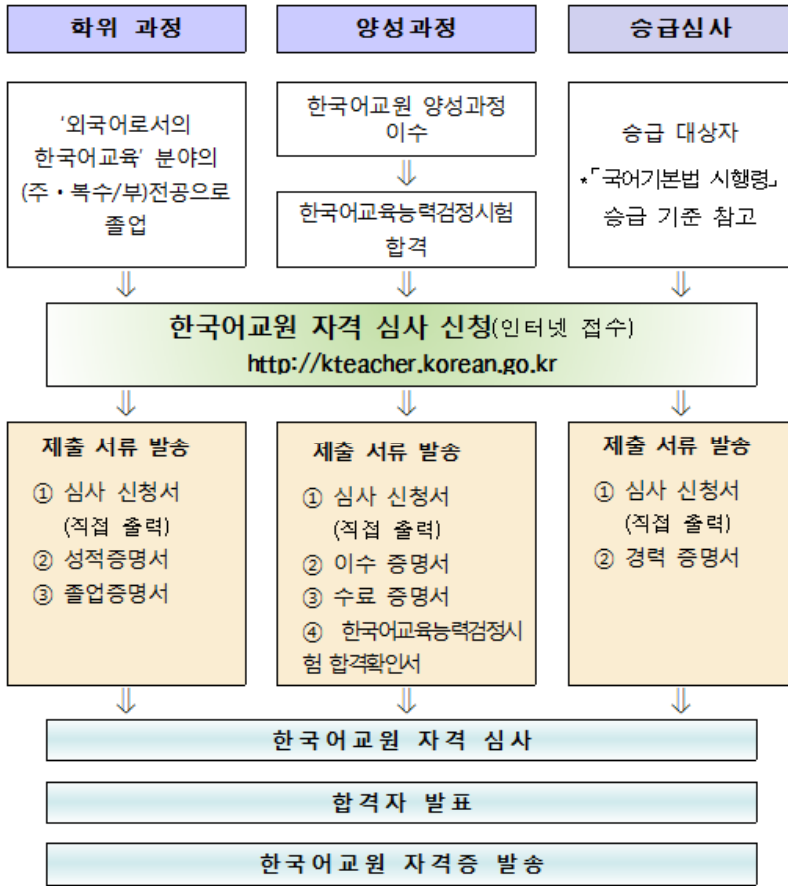 학위 과정
양성과정
승급심사
‘외국어로서의
한국어교육’ 분야의
(주・복수/부)전공으로
졸업
한국어교원 양성과정
이수
⇓
한국어교육능력검정시험
합격
승급 대상자
*「국어기본법 시행령」
승급 기준 참고
⇓
⇓
⇓
한국어교원 자격 심사 신청(인터넷 접수)
http://kteacher.korean.go.kr
⇓
⇓
⇓
제출 서류 발송
① 심사 신청서
(직접 출력)
② 성적증명서
③ 졸업증명서
제출 서류 발송
① 심사 신청서
(직접 출력)
② 이수 증명서
③ 수료 증명서
④ 한국어교육능력검정시
험 합격확인서
제출 서류 발송
① 심사 신청서
(직접 출력)
② 경력 증명서
⇓
⇓
⇓
한국어교원 자격 심사
합격자 발표
한국어교원 자격증 발송